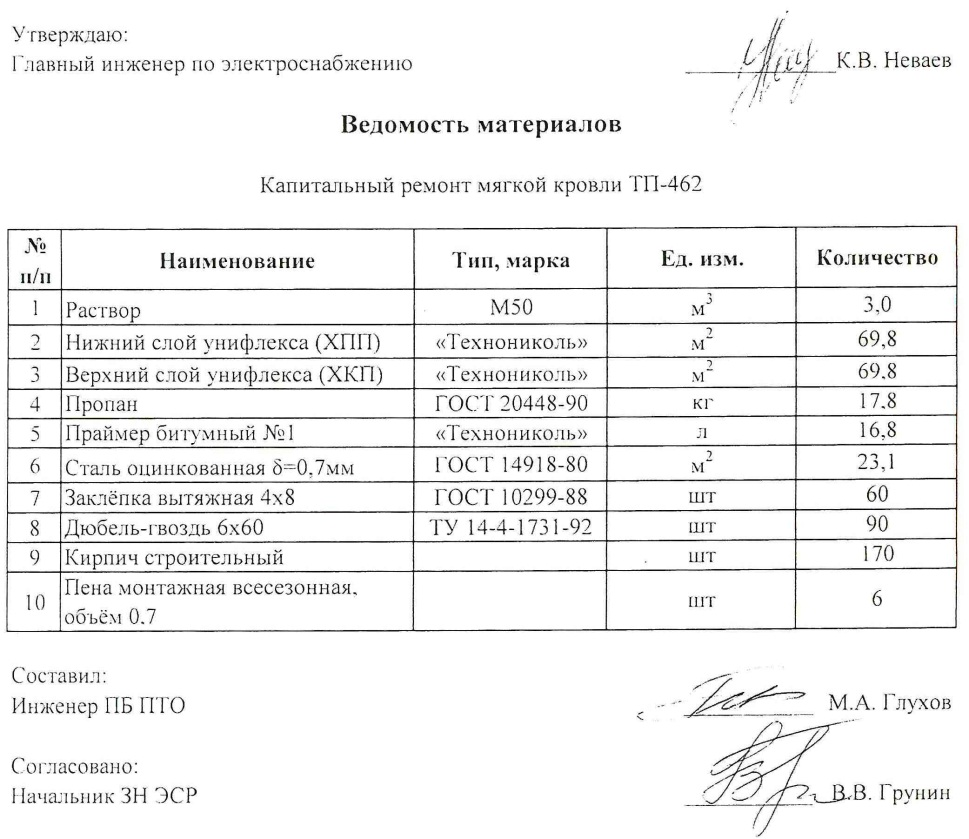 Утверждаю:
Главный инженер по электроснабжению К.В. Неваев
Ведомость материалов
Капитальный ремонт мягкой кровли ТП-462
№ п/п Наименование Тип, марка Ед. изм. Количество
1 Раствор М50 м³ 3,0
2 Нижний слой унифлекса (ХПП) «Технониколь» м² 69,8
3 Верхний слой унифлекса (ХКП) «Технониколь» м² 69,8
4 Пропан ГОСТ 20448-90 кг 17,8
5 Праймер битумный №1 «Технониколь» л 16,8
6 Сталь оцинкованная δ=0,7мм ГОСТ 14918-80 м² 23,1
7 Заклёпка вытяжная 4х8 ГОСТ 10299-88 шт 60
8 Дюбель-гвоздь 6х60 ТУ 14-4-1731-92 шт 90
9 Кирпич строительный шт 170
10 Пена монтажная всесезонная,
объём 0,7 шт 6
Составил:
Инженер ПБ ПТО М.А. Глухов
Согласовано:
Начальник ЗН ЭСР В.В. Грунин